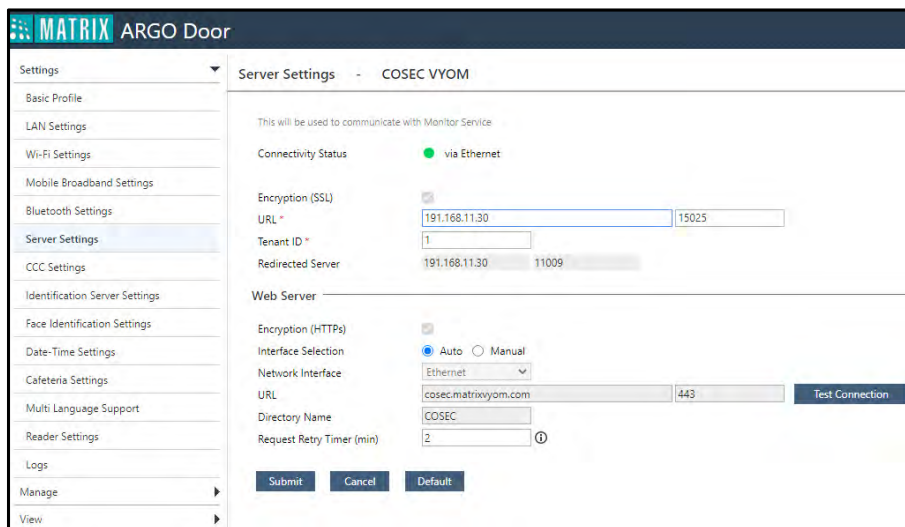 MATRIX ARGO Door
Settings
Basic Profile
LAN Settings
Wi-Fi Settings
Mobile Broadband Settings
Bluetooth Settings
Server Settings
CCC Settings
Identification Server Settings
Face Identification Settings
Date-Time Settings
Cafeteria Settings
Multi Language Support
Reader Settings
Logs
Manage
View
Server Settings - COSEC VYOM
This will be used to communicate with Monitor Service
Connectivity Status via Ethernet
Encryption (SSL)
URL * 191.168.11.30 15025
Tenant ID * 1
Redirected Server 191.168.11.30 11009
Web Server
Encryption (HTTPs)
Interface Selection Auto Manual
Network Interface Ethernet
URL cosec.matrixvyom.com 443 Test Connection
Directory Name COSEC
Request Retry Timer (min) 2
Submit Cancel Default